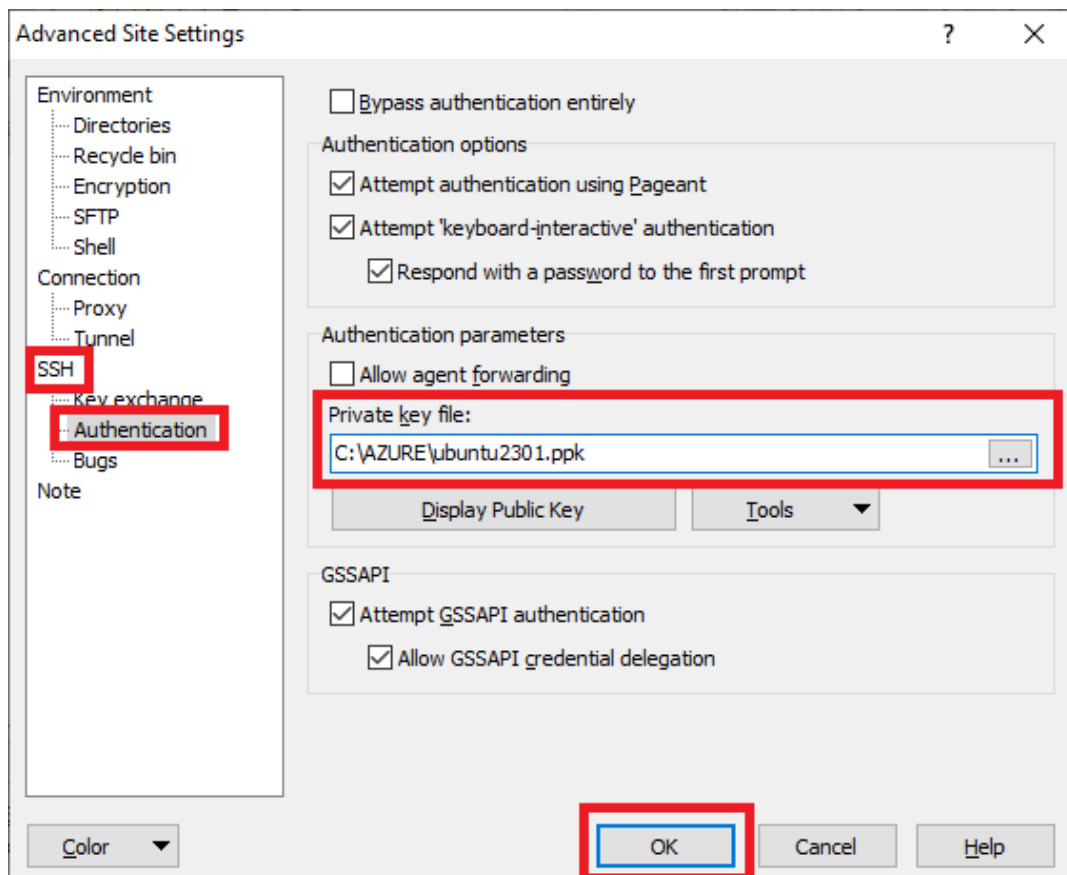 Advanced Site Settings
?
Environment
Directories
Recycle bin
Encryption
SFTP
Shell
Connection
Proxy
Tunnel
SSH
Key exchange
Authentication
Bugs
Note
Bypass authentication entirely
Authentication options
Attempt authentication using Pageant
Attempt 'keyboard-interactive' authentication
Respond with a password to the first prompt
Authentication parameters
Allow agent forwarding
Private key file:
C:\AZURE\ubuntu2301.ppk
...
Display Public Key
Tools
GSSAPI
Attempt GSSAPI authentication
Allow GSSAPI credential delegation
Color
OK
Cancel
Help